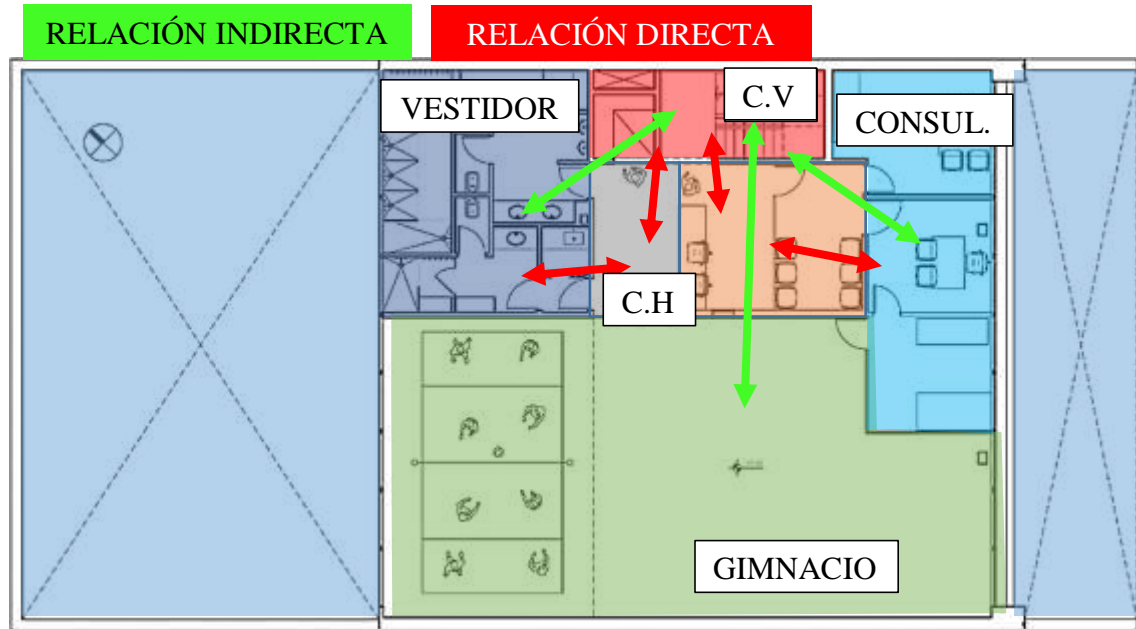 RELACIÓN INDIRECTA
RELACIÓN DIRECTA
VESTIDOR
C.V
CONSUL.
C.H
GIMNACIO